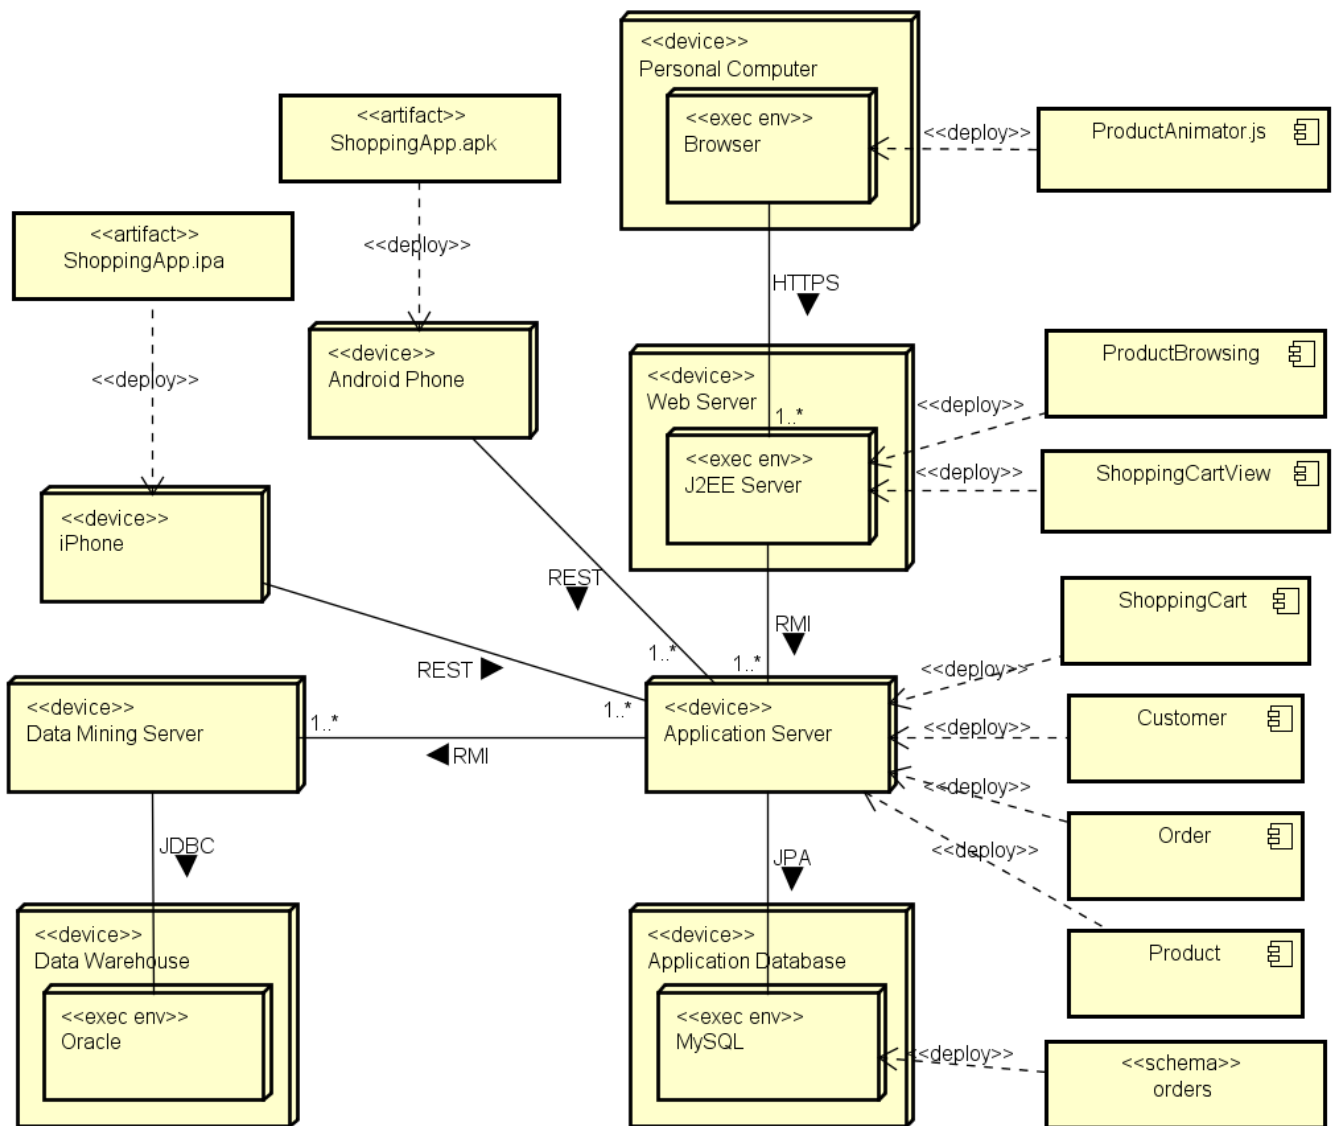 <<device>>
Personal Computer
<<exec env>>
Browser
<<deploy>>
ProductAnimator.js
<<artifact>>
ShoppingApp.apk
<<deploy>>
<<artifact>>
ShoppingApp.ipa
<<deploy>>
HTTPS
<<device>>
Android Phone
<<device>>
Web Server
1..*
<<exec env>>
J2EE Server
<<deploy>>
ProductBrowsing
<<deploy>>
ShoppingCartView
<<device>>
iPhone
REST
RMI
REST
1..*
1..*
1..*
<<deploy>>
ShoppingCart
<<device>>
Data Mining Server
1..*
RMI
<<device>>
Application Server
<<deploy>>
Customer
<<deploy>>
Order
<<deploy>>
Product
JDBC
JPA
<<device>>
Data Warehouse
<<exec env>>
Oracle
<<device>>
Application Database
<<exec env>>
MySQL
<<deploy>>
<<schema>>
orders